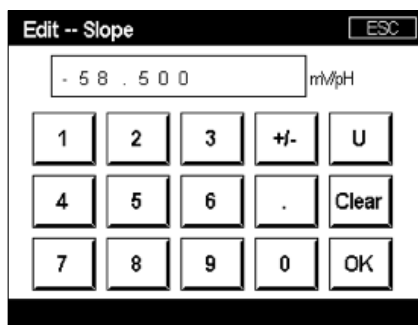 Edit -- Slope ESC
- 5 8 . 5 0 0 mV/pH
1 2 3 +/- U
4 5 6 . Clear
7 8 9 0 OK